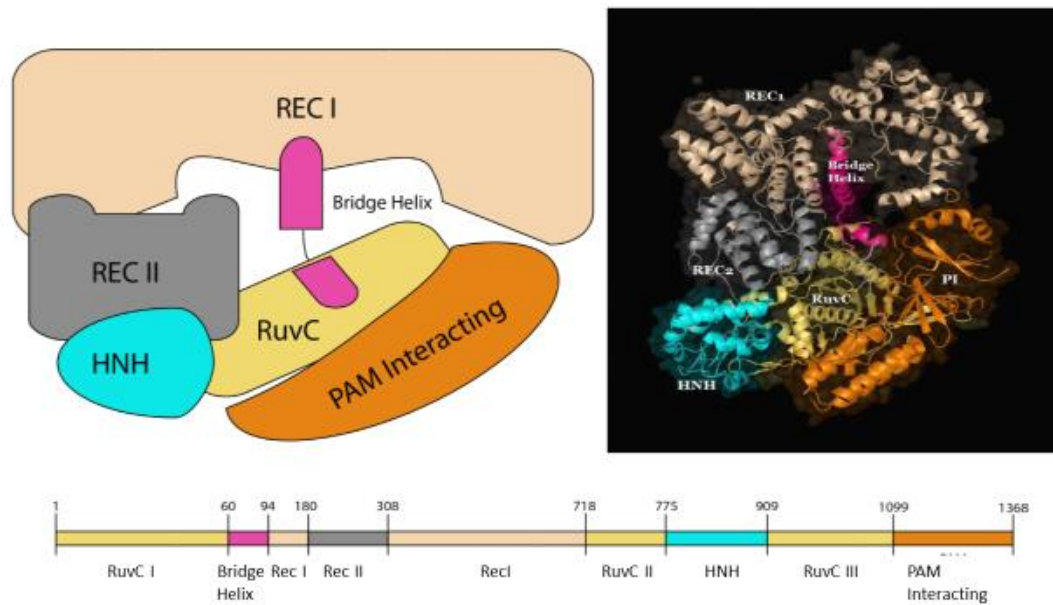 REC I
Bridge Helix
REC II
RuvC
HNH
PAM Interacting
REC1
Bridge
Helix
PI
REC2
RuvC
HNH
1 60 94 180 308 718 775 909 1099 1368
RuvC I Bridge Helix Rec I Rec II RecI RuvC II HNH RuvC III PAM Interacting